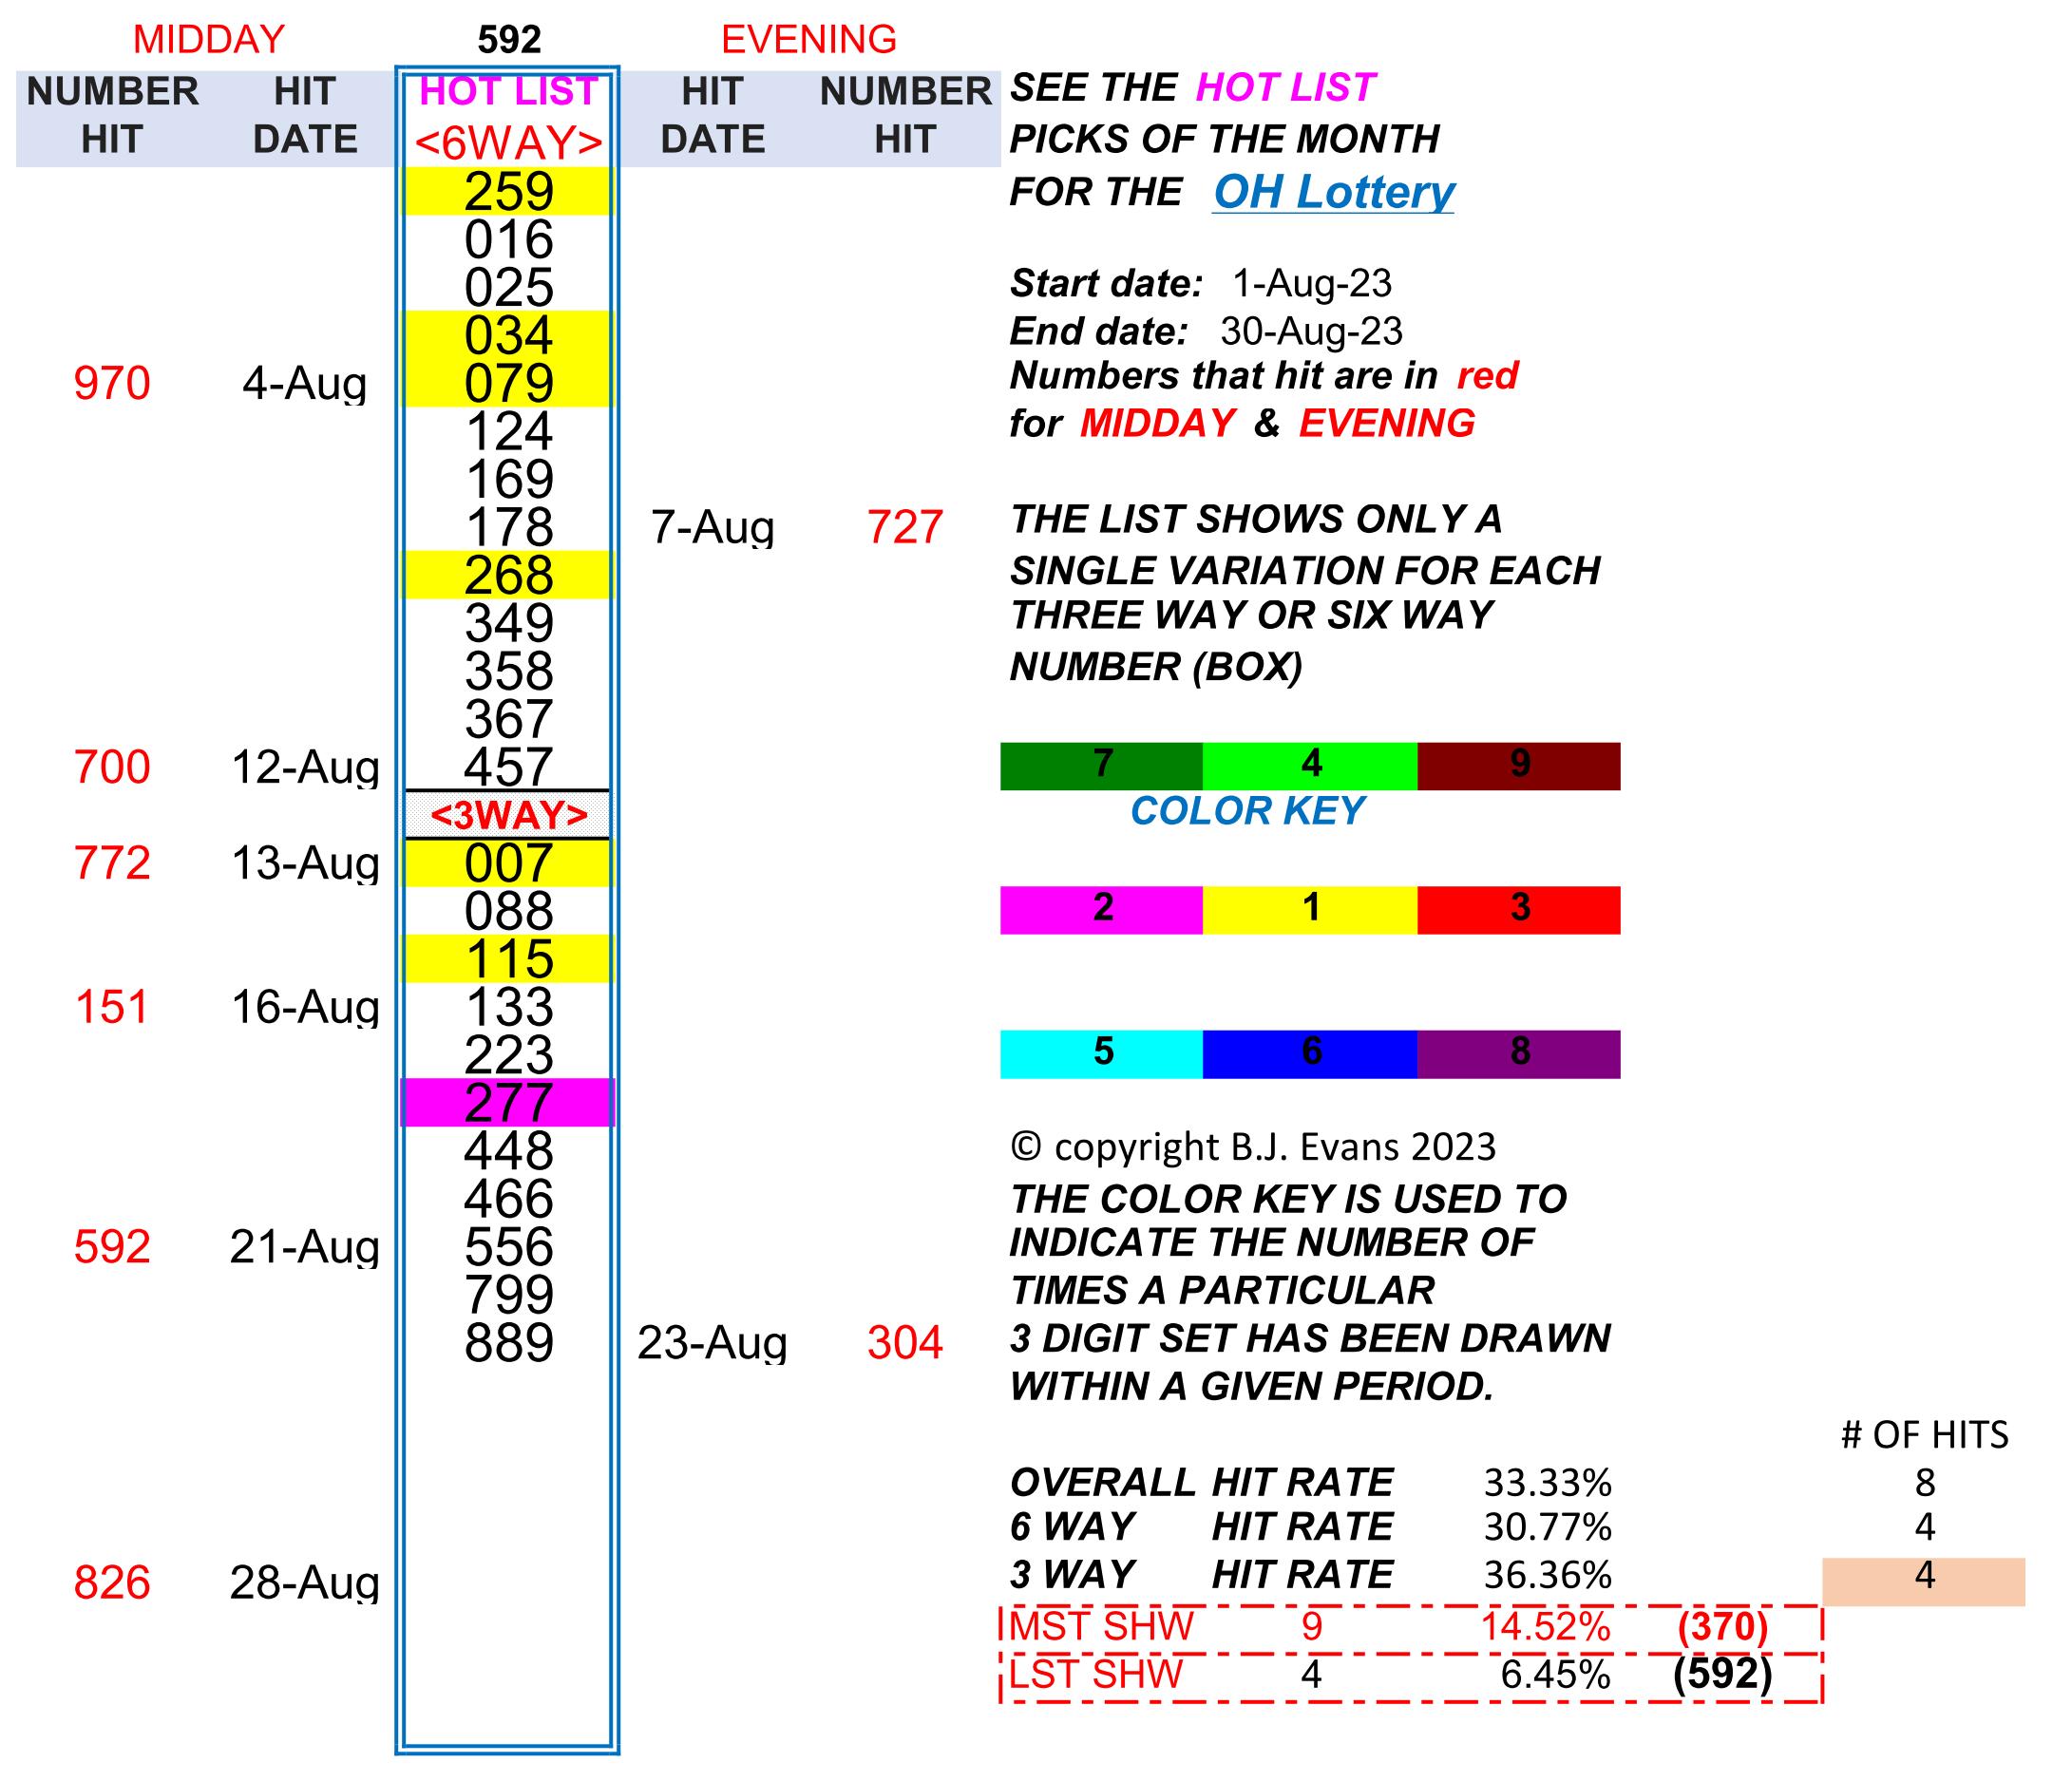 MIDDAY 592 EVENING
NUMBER HIT HOT LIST HIT NUMBER
HIT DATE <6WAY> DATE HIT
259
016
025
034
970 4-Aug 079
124
169
178 7-Aug 727
268
349
358
367
700 12-Aug 457
<3WAY>
772 13-Aug 007
088
115
151 16-Aug 133
223
277
448
466
592 21-Aug 556
799
889 23-Aug 304
826 28-Aug
SEE THE HOT LIST
PICKS OF THE MONTH
FOR THE OH Lottery
Start date: 1-Aug-23
End date: 30-Aug-23
Numbers that hit are in red
for MIDDAY & EVENING
THE LIST SHOWS ONLY A
SINGLE VARIATION FOR EACH
THREE WAY OR SIX WAY
NUMBER (BOX)
7 4 9
COLOR KEY
2 1 3
5 6 8
© copyright B.J. Evans 2023
THE COLOR KEY IS USED TO
INDICATE THE NUMBER OF
TIMES A PARTICULAR
3 DIGIT SET HAS BEEN DRAWN
WITHIN A GIVEN PERIOD.
# OF HITS
OVERALL HIT RATE 33.33% 8
6 WAY HIT RATE 30.77% 4
3 WAY HIT RATE 36.36% 4
MST SHW 9 14.52% (370)
LST SHW 4 6.45% (592)